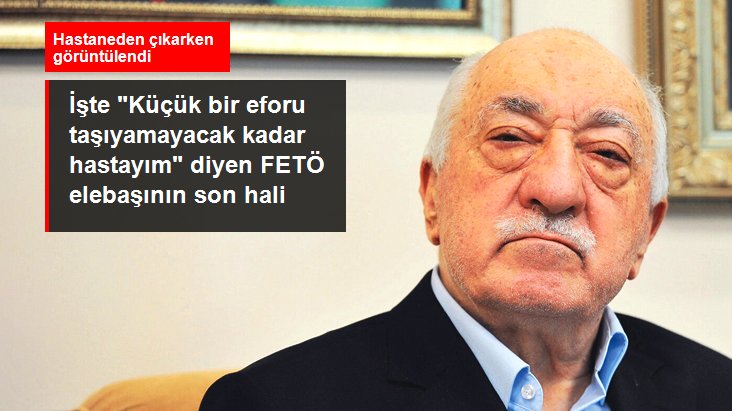 Hastaneden çıkarken
görüntülendi
İşte "Küçük bir eforu
taşıyamayacak kadar
hastayım" diyen FETÖ
elebaşının son hali